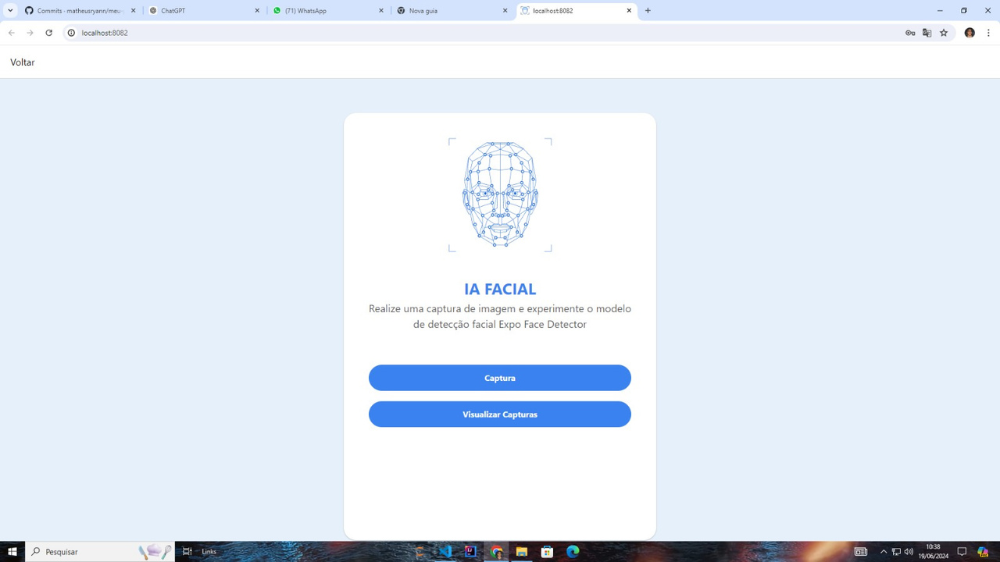 Commits · matheusryann/meu-
ChatGPT
(71) WhatsApp
Nova guia
localhost:8082
localhost:8082
Voltar
IA FACIAL
Realize uma captura de imagem e experimente o modelo
de detecção facial Expo Face Detector
Captura
Visualizar Capturas
Pesquisar
Links
10:38
19/06/2024